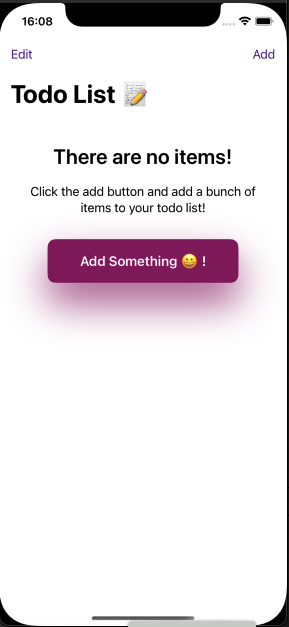 16:08
Edit Add
Todo List 📝
There are no items!
Click the add button and add a bunch of
items to your todo list!
Add Something 😀 !